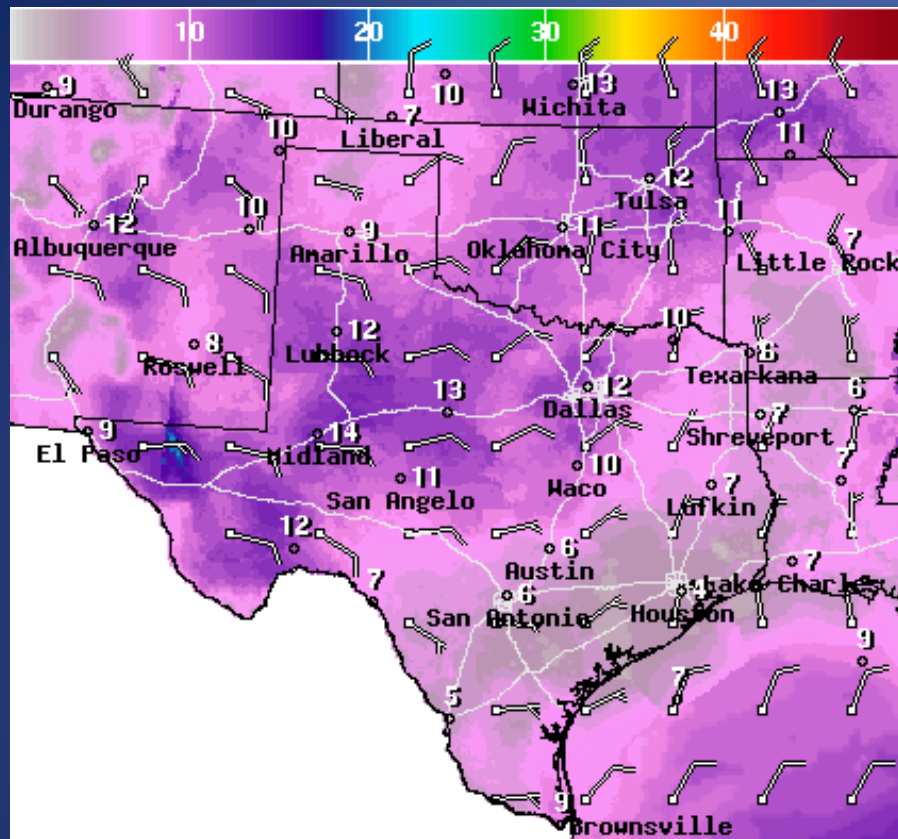 10 20 30 40
9 10 13 13
Durango Wichita
7
Liberal
10 11
12
Tulsa
12 10 9 11 11 7
Albuquerque Amarillo Oklahoma City Little Rock
8 12 10
Roswell Lubbock Texarkana 6
13 12
Dallas 7 6
9 14 Shreveport
El Paso Midland
11 10 7 7
San Angelo Waco Lufkin
12 6 7
Austin
7 6 4 Lake Charles
San Antonio Houston
9
5 7
9
Brownsville